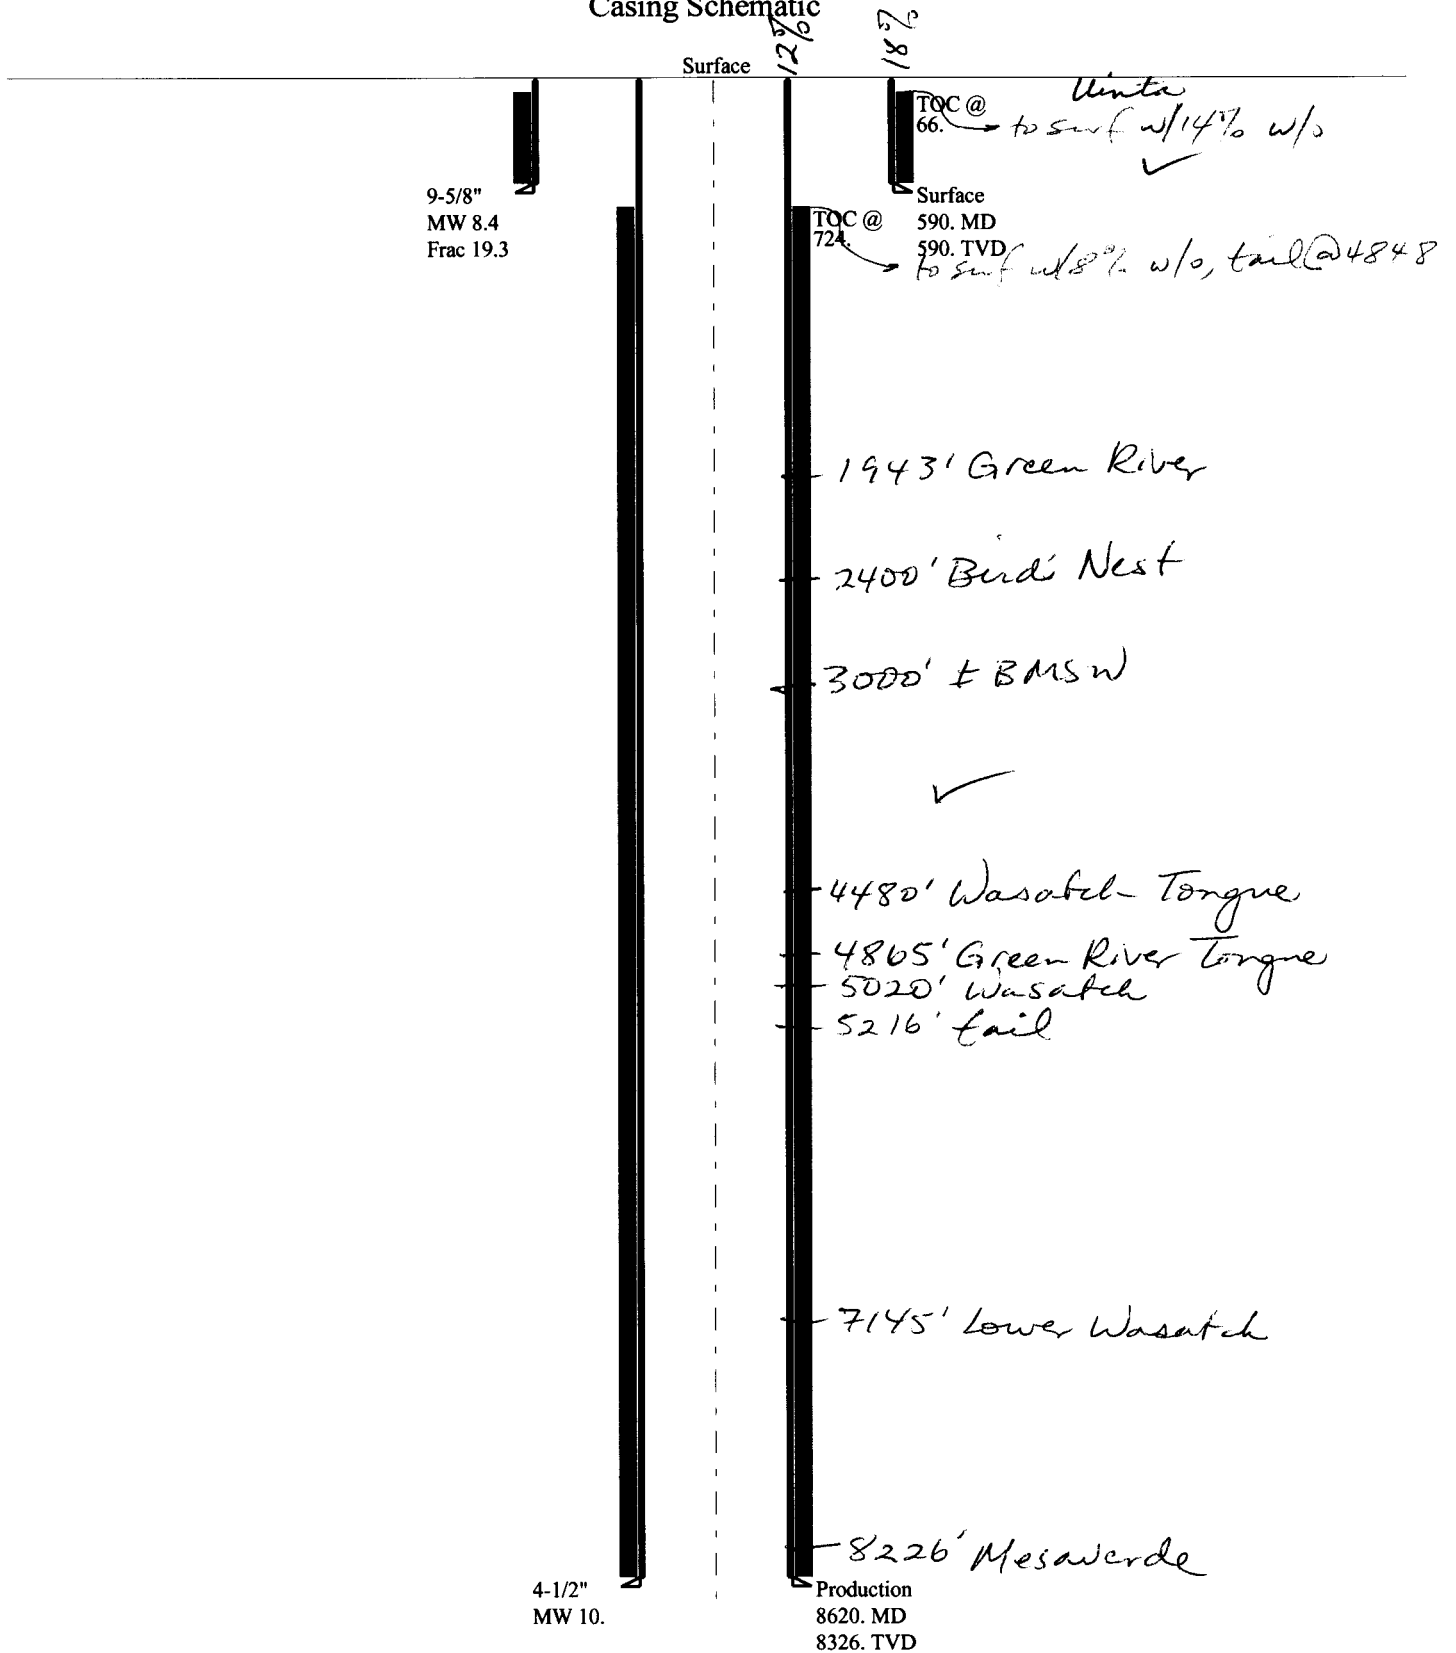 Casing Schematic
12%
18%
Surface
Uinta
TOC @
66.
to surf w/14% w/o
9-5/8"
MW 8.4
Frac 19.3
Surface
590. MD
590. TVD
TOC @
724.
to surf w/8% w/o, tail @ 4848
1943' Green River
2400' Birds Nest
3000' ± BMSW
4480' Wasatch Tongue
4865' Green River Tongue
5020' Wasatch
5216' tail
7145' Lower Wasatch
8226' Mesaverde
4-1/2"
MW 10.
Production
8620. MD
8326. TVD